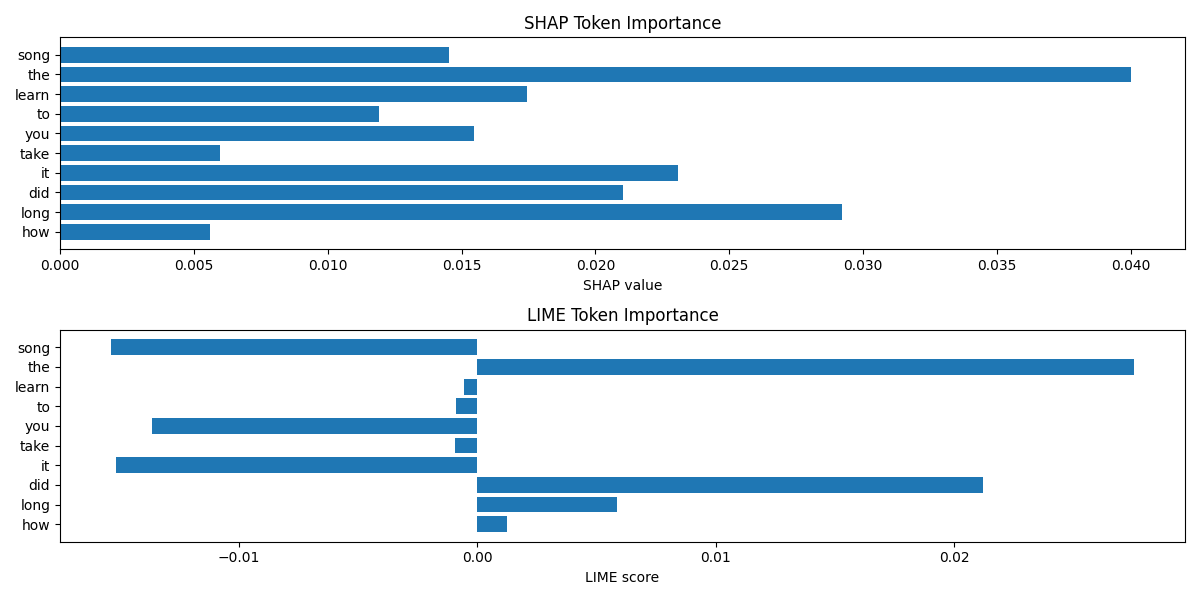 SHAP Token Importance
song
the
learn
to
you
take
it
did
long
how
0.000 0.005 0.010 0.015 0.020 0.025 0.030 0.035 0.040
SHAP value
LIME Token Importance
song
the
learn
to
you
take
it
did
long
how
−0.01 0.00 0.01 0.02
LIME score